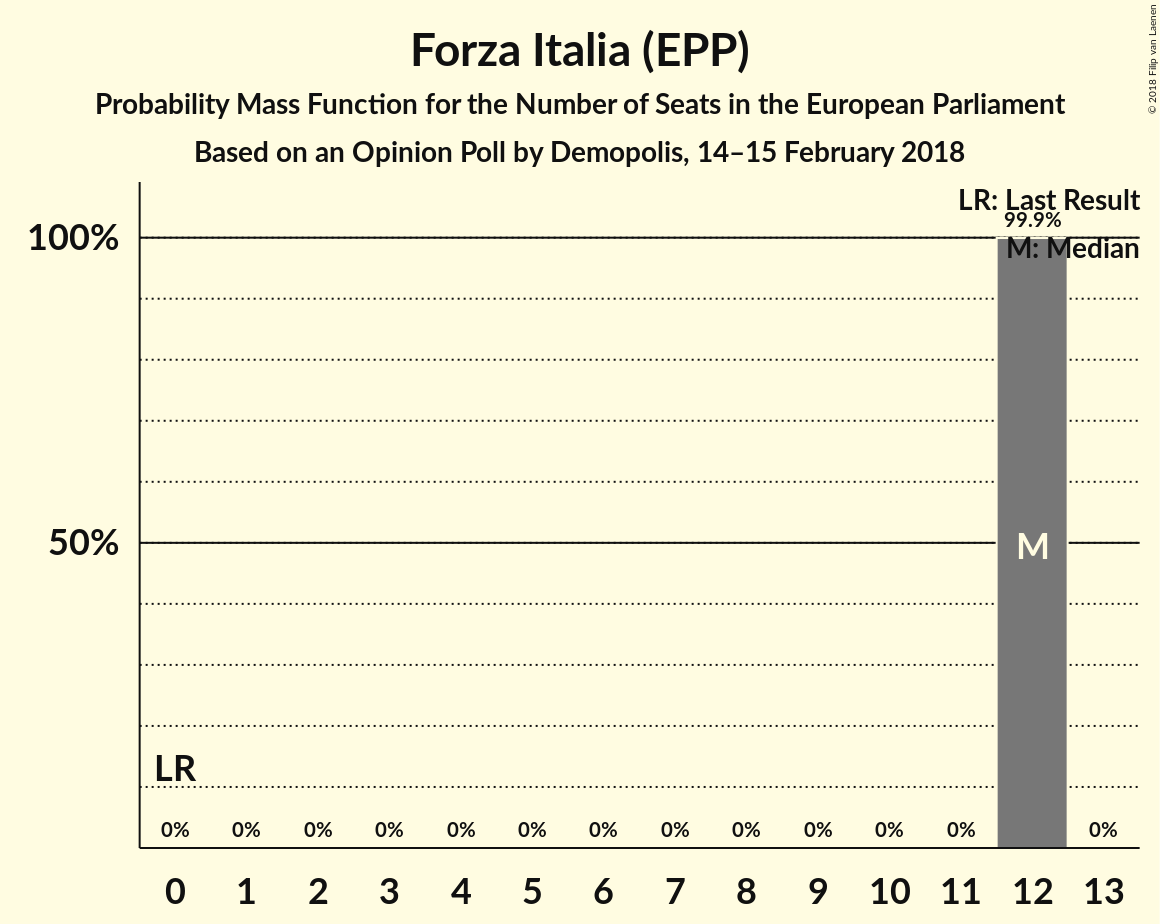 Forza Italia (EPP)
Probability Mass Function for the Number of Seats in the European Parliament
Based on an Opinion Poll by Demopolis, 14–15 February 2018
© 2018 Filip van Laenen
LR: Last Result
99.9%
100%
M: Median
50%
M
LR
0% 0% 0% 0% 0% 0% 0% 0% 0% 0% 0% 0% 0%
0 1 2 3 4 5 6 7 8 9 10 11 12 13